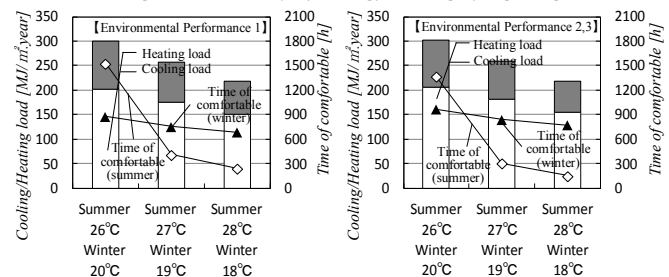 【Environmental Performance 1】
Cooling/Heating load [MJ/ m².year]
350
300
250
200
150
100
50
0
Heating load
Cooling load
Time of
comfortable
(winter)
Time of
comfortable
(summer)
2100
1800
1500
1200
900
600
300
0
Time of comfortable [h]
Summer Summer Summer
26℃ 27℃ 28℃
Winter Winter Winter
20℃ 19℃ 18℃
【Environmental Performance 2,3】
Cooling/Heating load [MJ/ m².year]
350
300
250
200
150
100
50
0
Heating load
Cooling load
Time of
comfortable
(winter)
Time of
comfortable
(summer)
2100
1800
1500
1200
900
600
300
0
Time of comfortable [h]
Summer Summer Summer
26℃ 27℃ 28℃
Winter Winter Winter
20℃ 19℃ 18℃